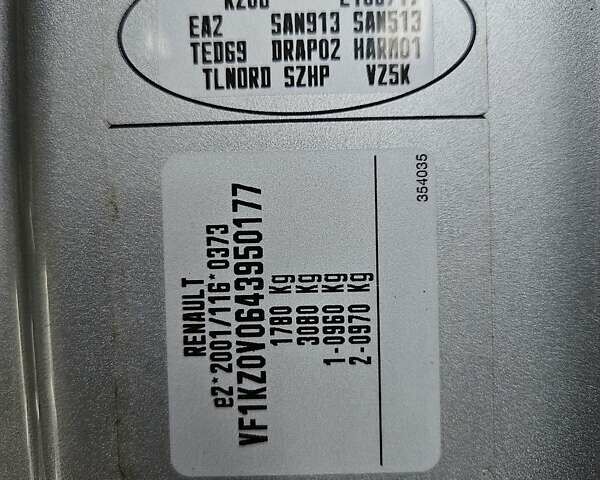 EA2 SAN913 SAN513
TED69 DRAP02 HARM01
TLNDRD SZHP VZ5K
RENAULT
e2*2001/116*0373
VF1KZ0V0643950177
1780 Kg
3080 Kg
1-0960 Kg
2-0970 Kg
354035